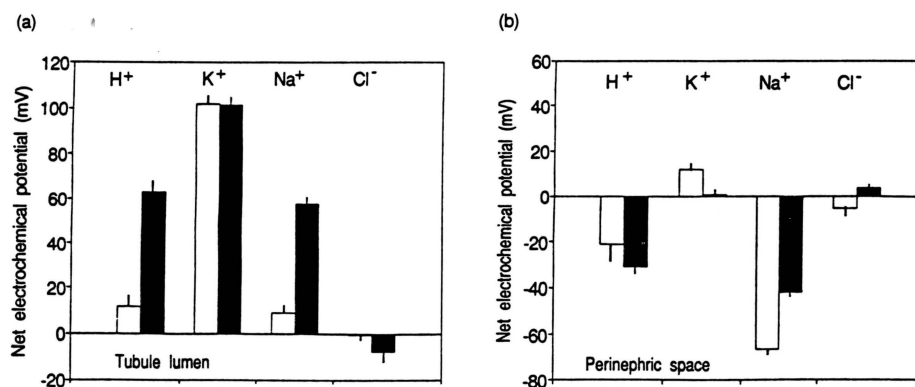 (a)
Net electrochemical potential (mV)
120
100
80
60
40
20
0
-20
H+ K+ Na+ Cl-
Tubule lumen
(b)
Net electrochemical potential (mV)
60
40
20
0
-20
-40
-60
-80
H+ K+ Na+ Cl-
Perinephric space